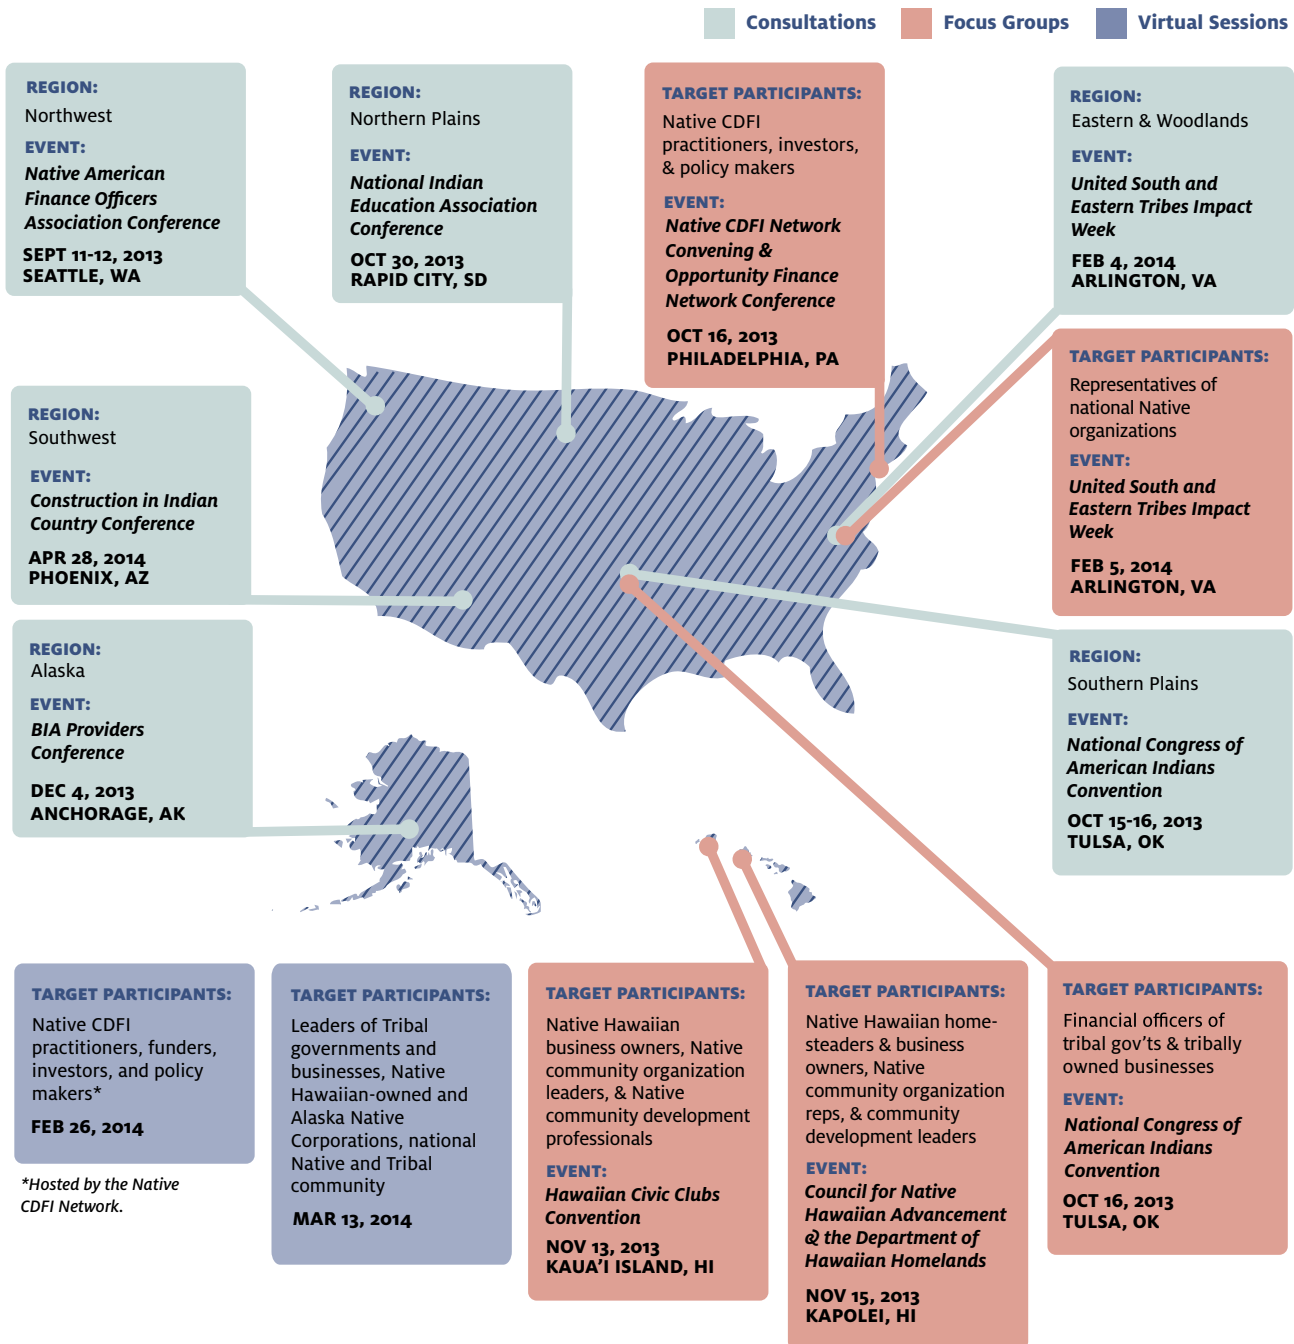 Consultations
Focus Groups
Virtual Sessions
REGION:
Northwest
EVENT:
Native American
Finance Officers
Association Conference
SEPT 11-12, 2013
SEATTLE, WA
REGION:
Northern Plains
EVENT:
National Indian
Education Association
Conference
OCT 30, 2013
RAPID CITY, SD
TARGET PARTICIPANTS:
Native CDFI
practitioners, investors,
& policy makers
EVENT:
Native CDFI Network
Convening &
Opportunity Finance
Network Conference
OCT 16, 2013
PHILADELPHIA, PA
REGION:
Eastern & Woodlands
EVENT:
United South and
Eastern Tribes Impact
Week
FEB 4, 2014
ARLINGTON, VA
REGION:
Southwest
EVENT:
Construction in Indian
Country Conference
APR 28, 2014
PHOENIX, AZ
TARGET PARTICIPANTS:
Representatives of
national Native
organizations
EVENT:
United South and
Eastern Tribes Impact
Week
FEB 5, 2014
ARLINGTON, VA
REGION:
Alaska
EVENT:
BIA Providers
Conference
DEC 4, 2013
ANCHORAGE, AK
REGION:
Southern Plains
EVENT:
National Congress of
American Indians
Convention
OCT 15-16, 2013
TULSA, OK
TARGET PARTICIPANTS:
Native CDFI
practitioners, funders,
investors, and policy
makers*
FEB 26, 2014
*Hosted by the Native
CDFI Network.
TARGET PARTICIPANTS:
Leaders of Tribal
governments and
businesses, Native
Hawaiian-owned and
Alaska Native
Corporations, national
Native and Tribal
community
MAR 13, 2014
TARGET PARTICIPANTS:
Native Hawaiian
business owners, Native
community organization
leaders, & Native
community development
professionals
EVENT:
Hawaiian Civic Clubs
Convention
NOV 13, 2013
KAUA'I ISLAND, HI
TARGET PARTICIPANTS:
Native Hawaiian home-
steaders & business
owners, Native
community organization
reps, & community
development leaders
EVENT:
Council for Native
Hawaiian Advancement
& the Department of
Hawaiian Homelands
NOV 15, 2013
KAPOLEI, HI
TARGET PARTICIPANTS:
Financial officers of
tribal gov'ts & tribally
owned businesses
EVENT:
National Congress of
American Indians
Convention
OCT 16, 2013
TULSA, OK